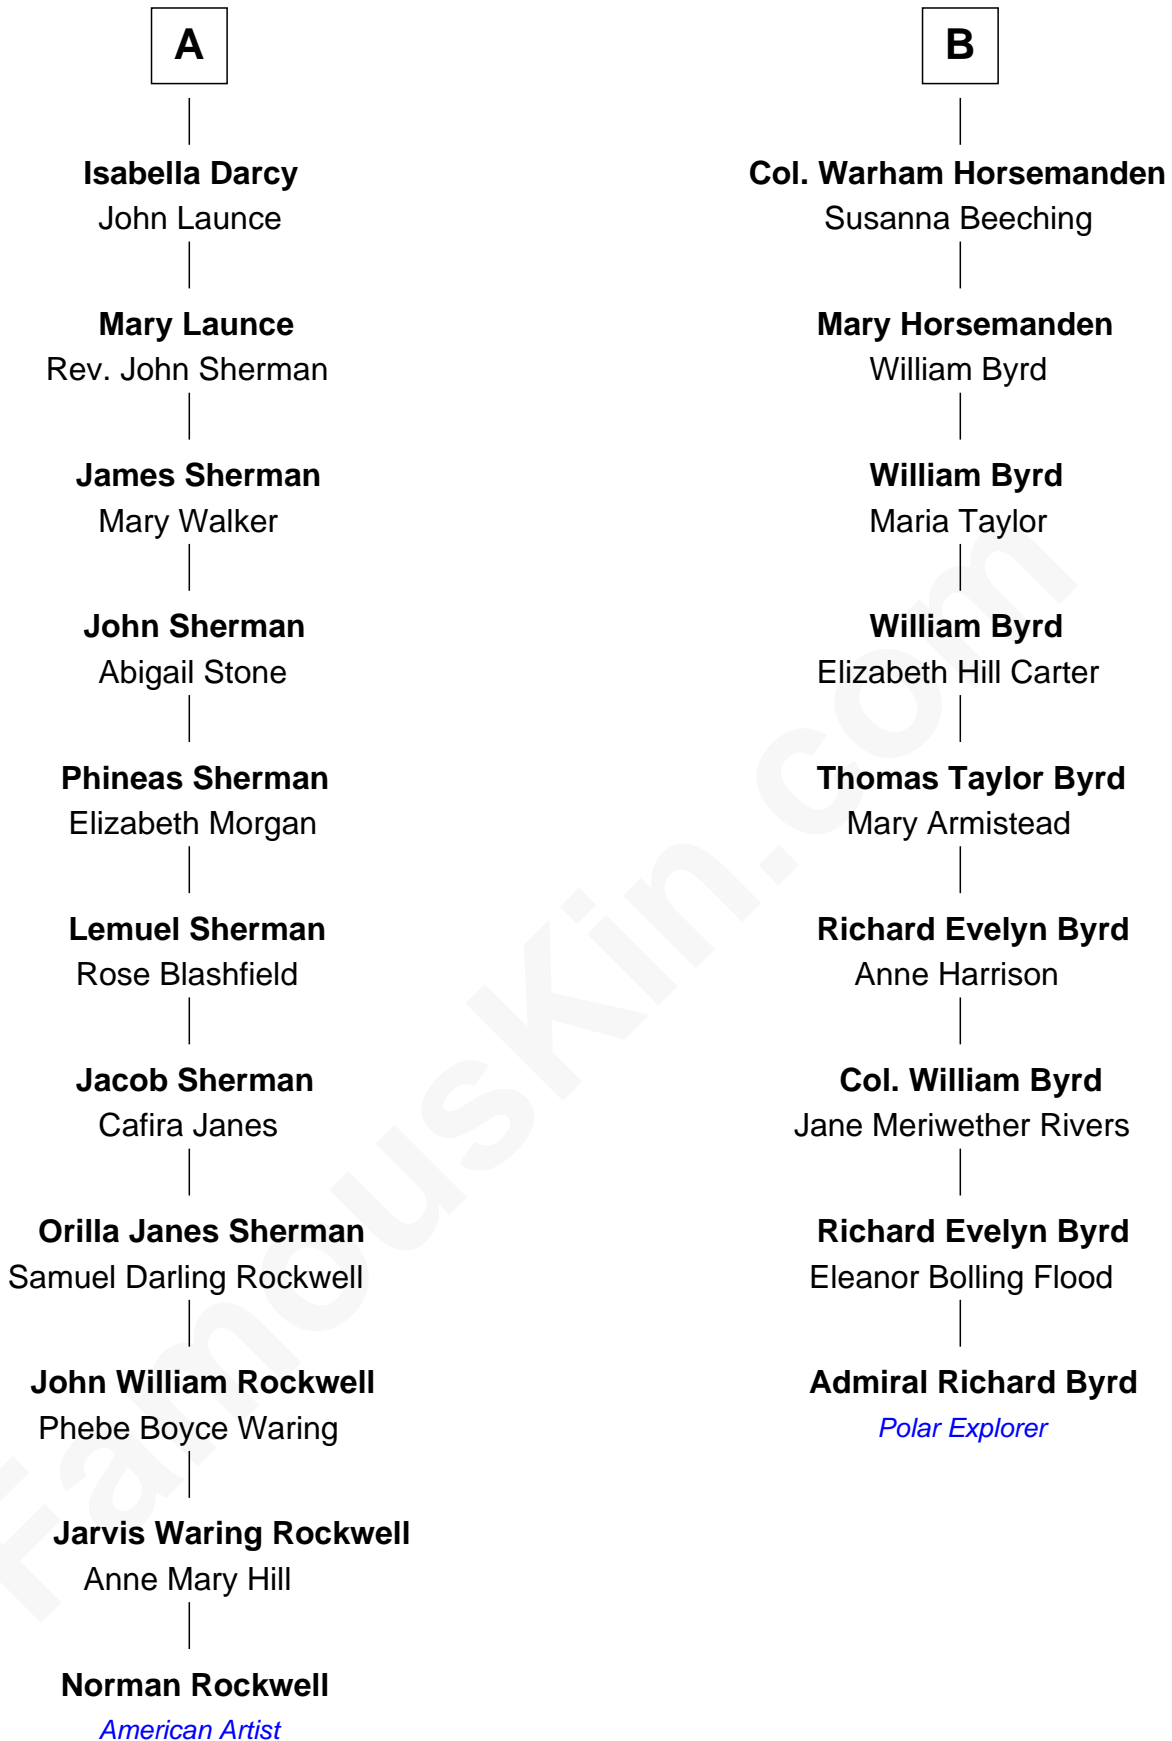 A
Isabella Darcy
John Launce
Mary Launce
Rev. John Sherman
James Sherman
Mary Walker
John Sherman
Abigail Stone
Phineas Sherman
Elizabeth Morgan
Lemuel Sherman
Rose Blashfield
Jacob Sherman
Cafira Janes
Orilla Janes Sherman
Samuel Darling Rockwell
John William Rockwell
Phebe Boyce Waring
Jarvis Waring Rockwell
Anne Mary Hill
Norman Rockwell
American Artist
B
Col. Warham Horsemanden
Susanna Beeching
Mary Horsemanden
William Byrd
William Byrd
Maria Taylor
William Byrd
Elizabeth Hill Carter
Thomas Taylor Byrd
Mary Armistead
Richard Evelyn Byrd
Anne Harrison
Col. William Byrd
Jane Meriwether Rivers
Richard Evelyn Byrd
Eleanor Bolling Flood
Admiral Richard Byrd
Polar Explorer
FamousKin.com